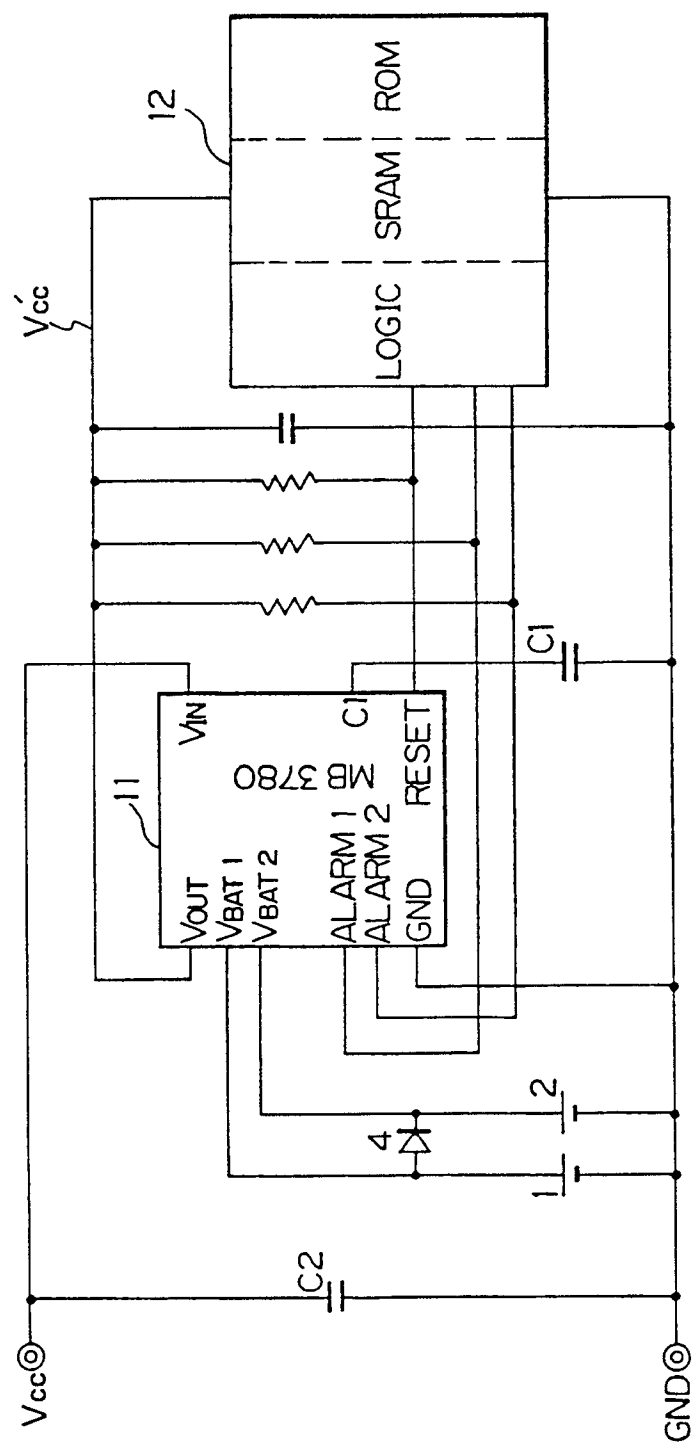 Vcc
GND
C2
1
2
4
11
VOUT
VBAT 1
VBAT 2
ALARM 1
ALARM 2
GND
MB 3780
VIN
C1
RESET
C1
V'cc
12
LOGIC
SRAM
ROM